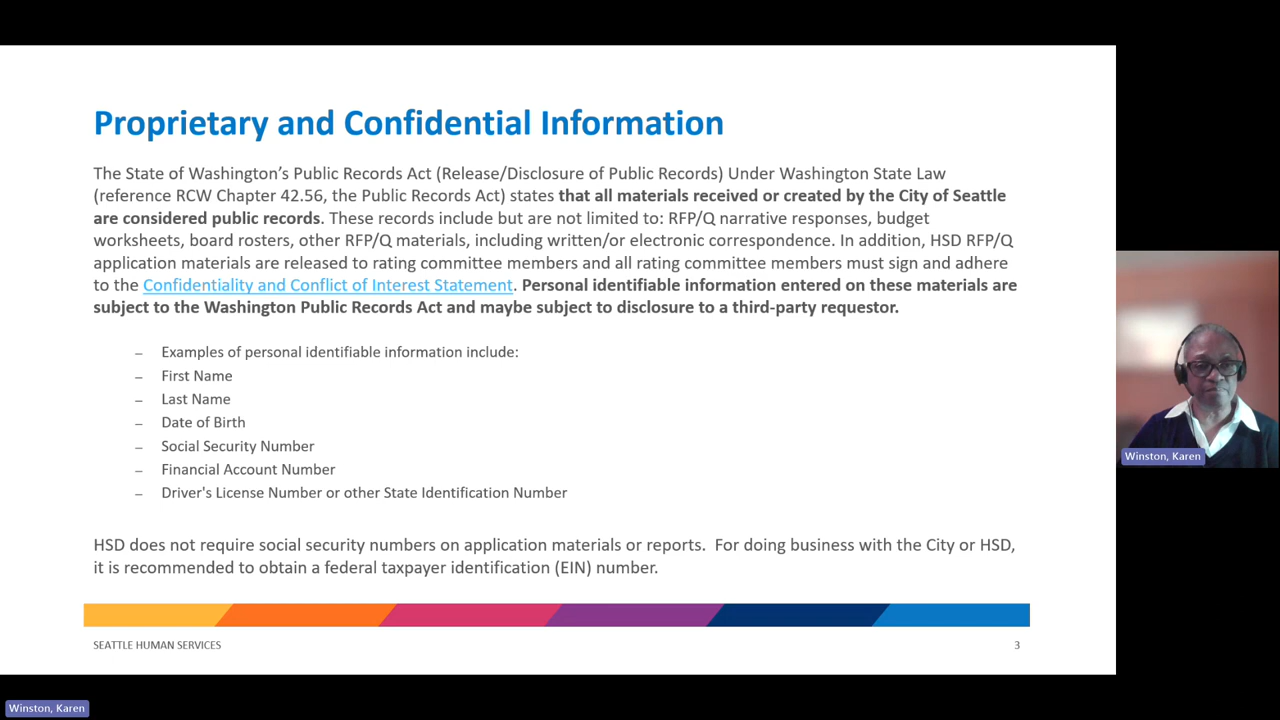 Proprietary and Confidential Information
The State of Washington's Public Records Act (Release/Disclosure of Public Records) Under Washington State Law
(reference RCW Chapter 42.56, the Public Records Act) states that all materials received or created by the City of Seattle
are considered public records. These records include but are not limited to: RFP/Q narrative responses, budget
worksheets, board rosters, other RFP/Q materials, including written/or electronic correspondence. In addition, HSD RFP/Q
application materials are released to rating committee members and all rating committee members must sign and adhere
to the Confidentiality and Conflict of Interest Statement. Personal identifiable information entered on these materials are
subject to the Washington Public Records Act and maybe subject to disclosure to a third-party requestor.
– Examples of personal identifiable information include:
– First Name
– Last Name
– Date of Birth
– Social Security Number
– Financial Account Number
– Driver's License Number or other State Identification Number
HSD does not require social security numbers on application materials or reports.  For doing business with the City or HSD,
it is recommended to obtain a federal taxpayer identification (EIN) number.
SEATTLE HUMAN SERVICES
3
Winston, Karen
Winston, Karen